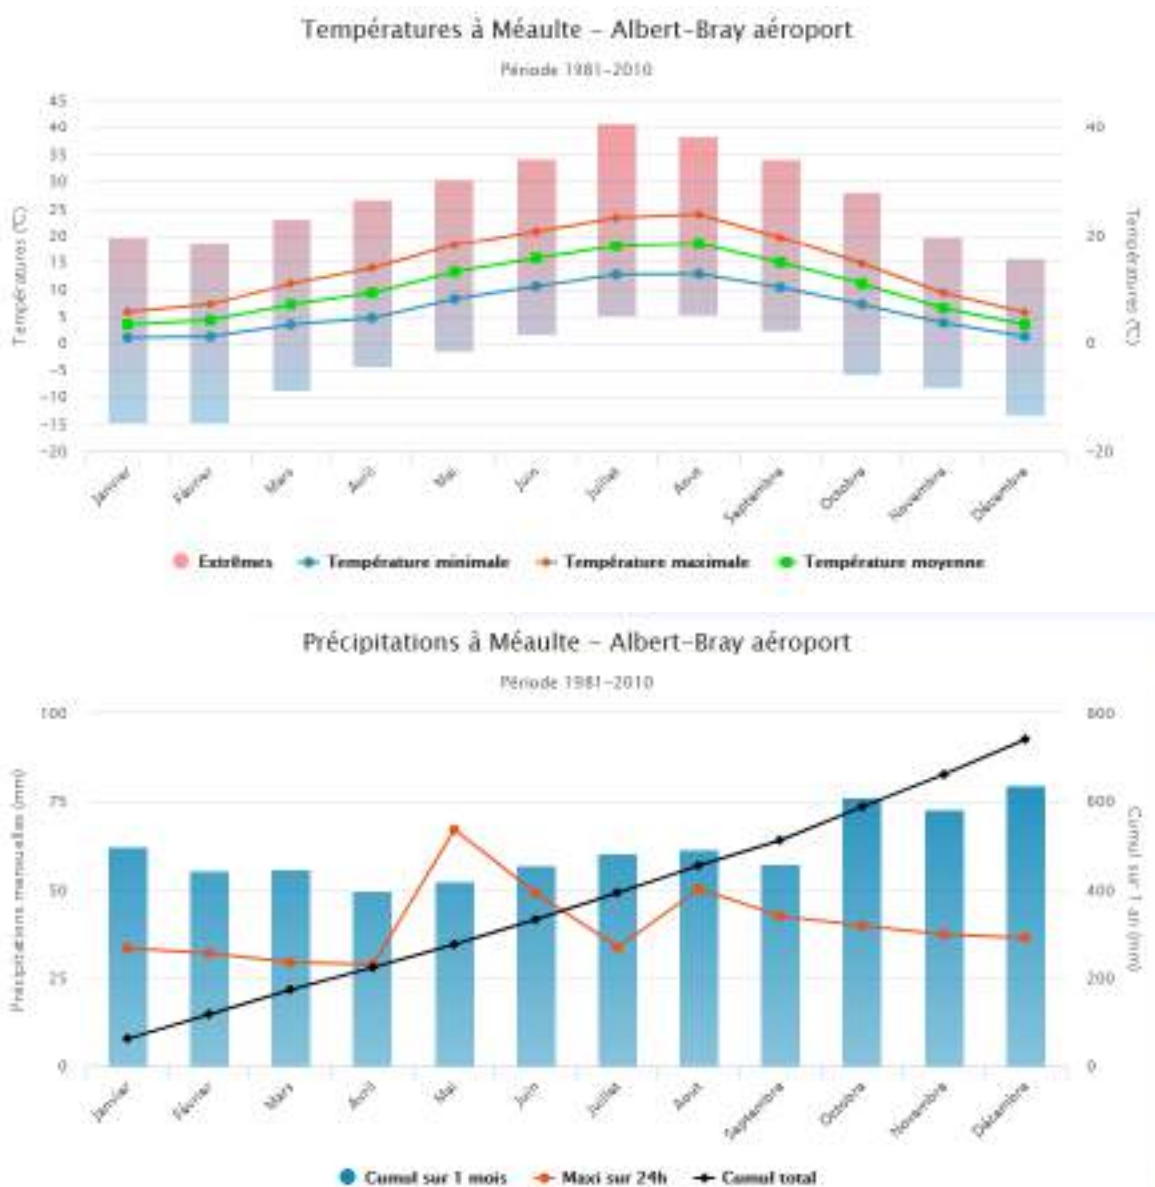 Températures à Méaulte – Albert–Bray aéroport
Période 1981–2010
45
40
35
30
25
20
15
10
5
0
-5
-10
-15
-20
Températures (°C)
40
20
0
-20
Températures (°C)
Janvier Février Mars Avril Mai Juin Juillet Aout Septembre Octobre Novembre Décembre
Extrêmes Température minimale Température maximale Température moyenne
Précipitations à Méaulte – Albert–Bray aéroport
Période 1981–2010
100
75
50
25
0
Précipitations mensuelles (mm)
800
600
400
200
0
Cumul sur 1 an (mm)
Janvier Février Mars Avril Mai Juin Juillet Aout Septembre Octobre Novembre Décembre
Cumul sur 1 mois Maxi sur 24h Cumul total